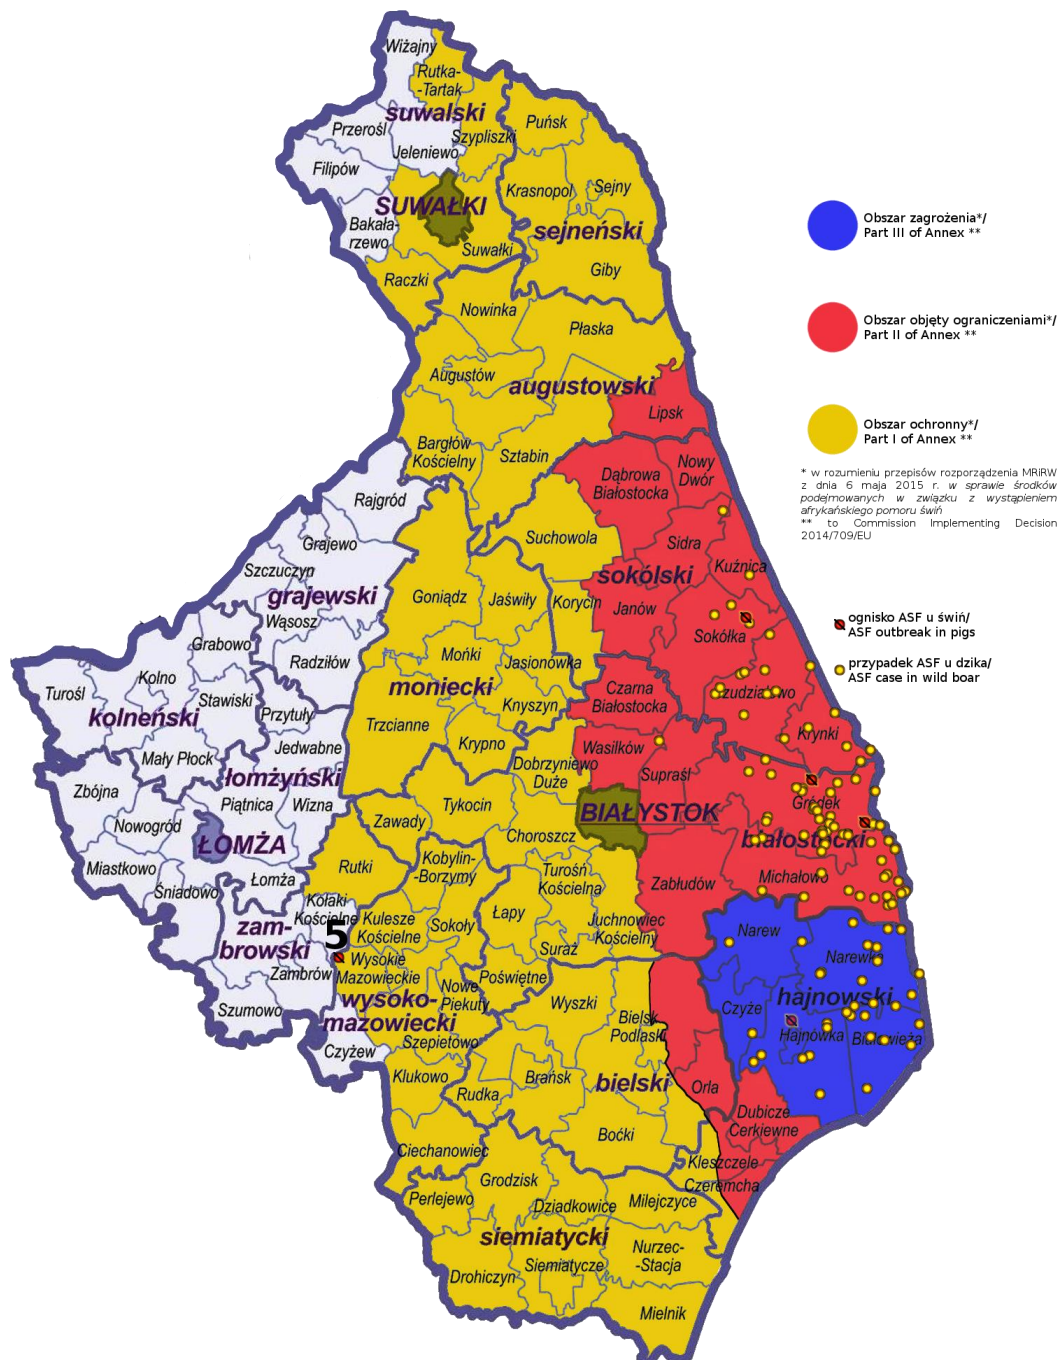 Wiżajny
Rutka-
-Tartak
suwalski
Przerośl
Szypliszki
Puńsk
Jeleniewo
Filipów
Krasnopol
Sejny
SUWAŁKI
Bakała-
rzewo
sejneński
Suwałki
Giby
Raczki
Nowinka
Płaska
Augustów
augustowski
Lipsk
Bargłów
Kościelny
Sztabin
Rajgród
Dąbrowa
Białostocka
Nowy
Dwór
Grajewo
Suchowola
Sidra
Kuźnica
Szczuczyn
grajewski
sokólski
Goniądz
Jaświły
Korycin
Janów
Wąsosz
Sokółka
Grabowo
Radziłów
Mońki
Jasionówka
Kolno
Turośl
Stawiski
moniecki
Czarna
Białostocka
Szudziałowo
kolneński
Przytuły
Trzcianne
Knyszyn
Krynki
Mały Płock
Jedwabne
Krypno
Wasilków
łomżyński
Dobrzyniewo
Duże
Supraśl
Zbójna
Piątnica
Wizna
Tykocin
Gródek
Nowogród
Zawady
BIAŁYSTOK
ŁOMŻA
Choroszcz
białostocki
Miastkowo
Rutki
Kobylin-
-Borzymy
Turośń
Kościelna
Zabłudów
Michałowo
Śniadowo
Łomża
Kołaki
Kościelne
Kulesze
Kościelne
Sokoły
Łapy
Juchnowiec
Kościelny
zam-
browski
5
Suraż
Narew
Narewka
Zambrów
Wysokie
Mazowieckie
Nowe
Piekuty
Poświętne
Szumowo
wysoko-
mazowiecki
Wyszki
Bielsk
Podlaski
Czyże
hajnowski
Hajnówka
Białowieża
Szepietowo
Czyżew
Klukowo
Rudka
Brańsk
bielski
Orla
Dubicze
Cerkiewne
Boćki
Ciechanowiec
Kleszczele
Czeremcha
Perlejewo
Grodzisk
Dziadkowice
Milejczyce
siemiatycki
Nurzec-
-Stacja
Siemiatycze
Drohiczyn
Mielnik
Obszar zagrożenia*/
Part III of Annex **
Obszar objęty ograniczeniami*/
Part II of Annex **
Obszar ochronny*/
Part I of Annex **
* w rozumieniu przepisów rozporządzenia MRiRW
z dnia 6 maja 2015 r. w sprawie środków
podejmowanych w związku z wystąpieniem
afrykańskiego pomoru świń
** to Commission Implementing Decision
2014/709/EU
ognisko ASF u świń/
ASF outbreak in pigs
przypadek ASF u dzika/
ASF case in wild boar